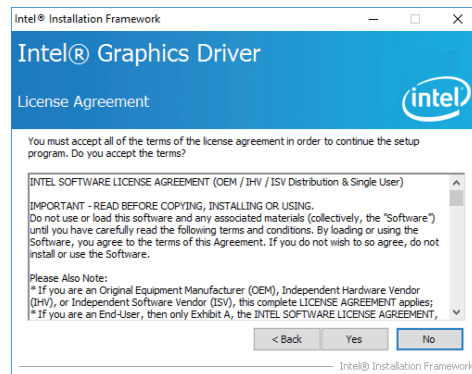 Intel® Installation Framework
Intel® Graphics Driver
License Agreement
intel
You must accept all of the terms of the license agreement in order to continue the setup
program. Do you accept the terms?
INTEL SOFTWARE LICENSE AGREEMENT (OEM / IHV / ISV Distribution & Single User)
IMPORTANT - READ BEFORE COPYING, INSTALLING OR USING.
Do not use or load this software and any associated materials (collectively, the "Software")
until you have carefully read the following terms and conditions. By loading or using the
Software, you agree to the terms of this Agreement. If you do not wish to so agree, do not
install or use the Software.
Please Also Note:
* If you are an Original Equipment Manufacturer (OEM), Independent Hardware Vendor
(IHV), or Independent Software Vendor (ISV), this complete LICENSE AGREEMENT applies;
* If you are an End-User, then only Exhibit A, the INTEL SOFTWARE LICENSE AGREEMENT,
< Back Yes No
Intel® Installation Framework